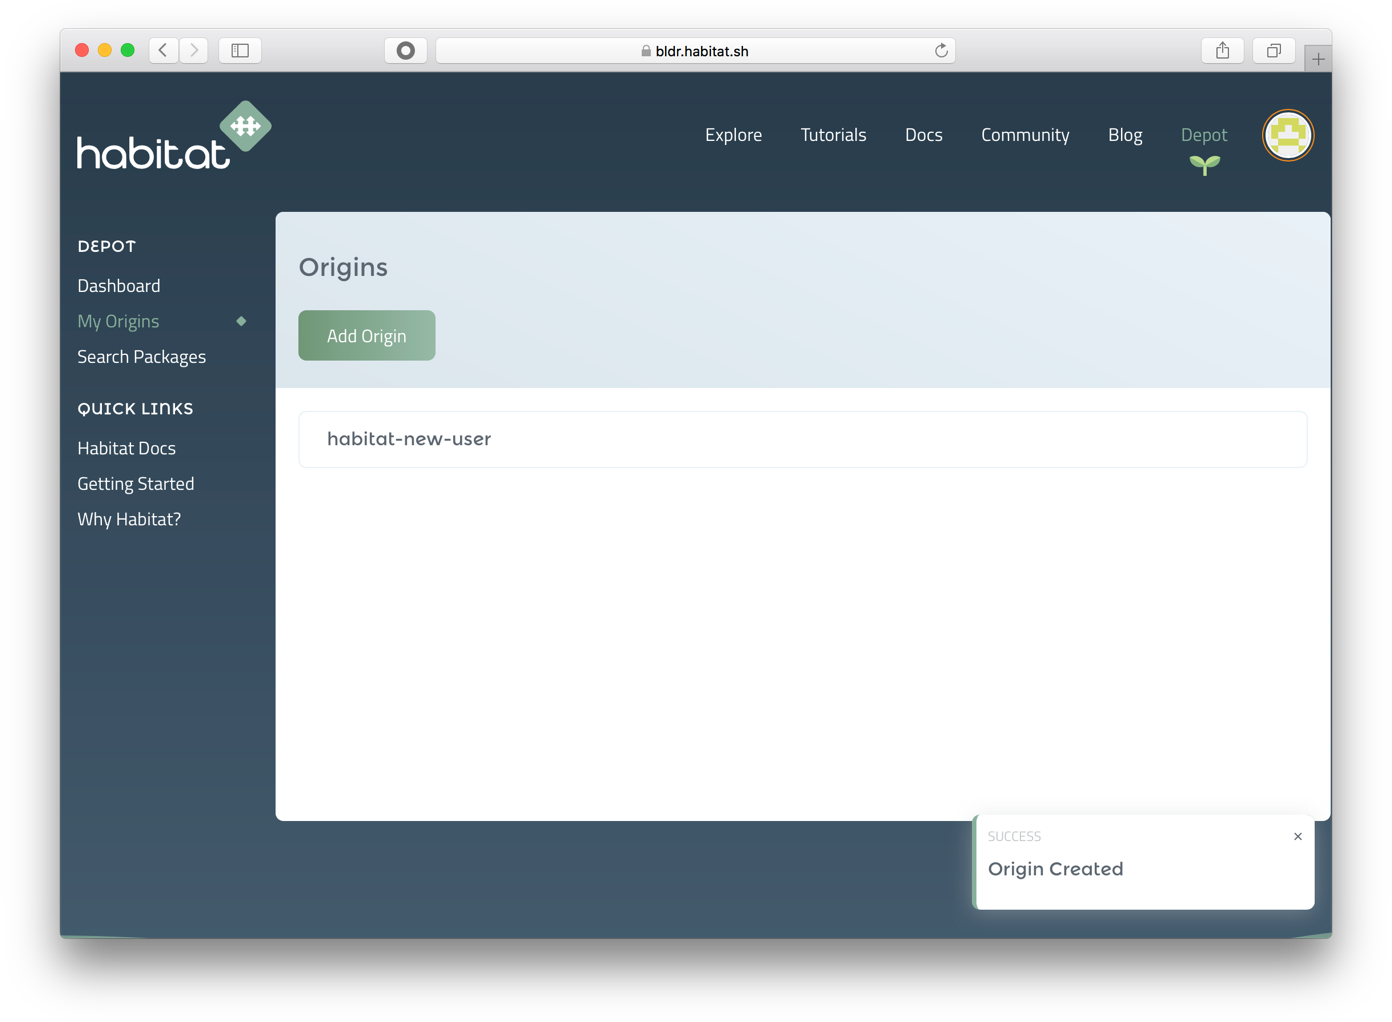 bldr.habitat.sh
habitat
Explore Tutorials Docs Community Blog Depot
DEPOT
Dashboard
My Origins
Search Packages
QUICK LINKS
Habitat Docs
Getting Started
Why Habitat?
Origins
Add Origin
habitat-new-user
SUCCESS
Origin Created